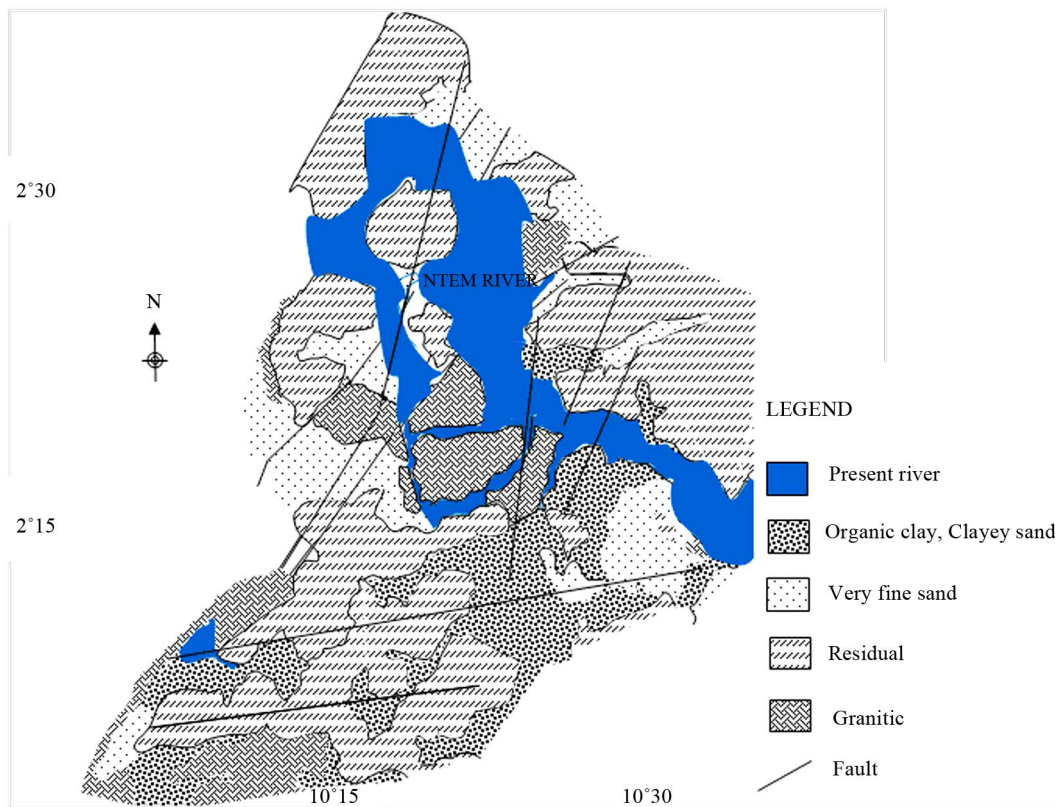 2˚30
NTEM RIVER
N
LEGEND
Present river
2˚15
Organic clay, Clayey sand
Very fine sand
Residual
Granitic
Fault
10˚15
10˚30